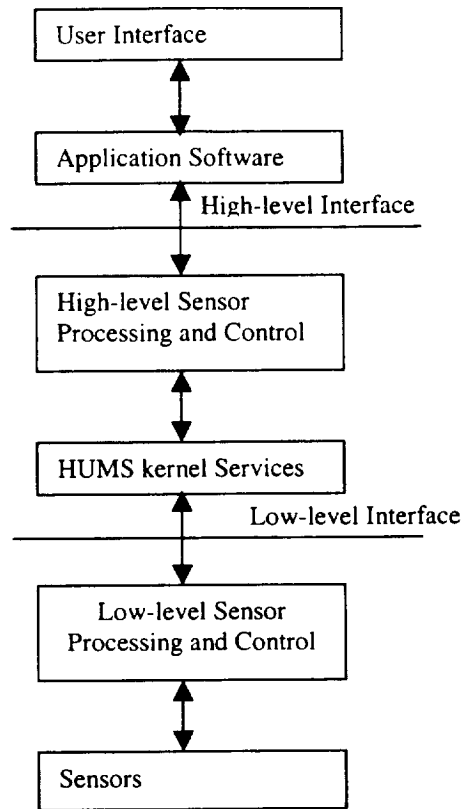 User Interface
Application Software
High-level Interface
High-level Sensor
Processing and Control
HUMS kernel Services
Low-level Interface
Low-level Sensor
Processing and Control
Sensors